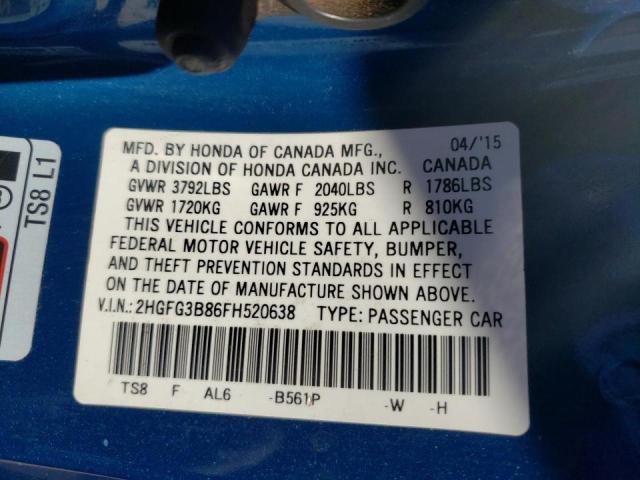 MFD. BY HONDA OF CANADA MFG., 04/'15
A DIVISION OF HONDA CANADA INC. CANADA
GVWR 3792LBS GAWR F 2040LBS R 1786LBS
GVWR 1720KG GAWR F 925KG R 810KG
THIS VEHICLE CONFORMS TO ALL APPLICABLE
FEDERAL MOTOR VEHICLE SAFETY, BUMPER,
AND THEFT PREVENTION STANDARDS IN EFFECT
ON THE DATE OF MANUFACTURE SHOWN ABOVE.
V.I.N.: 2HGFG3B86FH520638 TYPE: PASSENGER CAR
TS8 F AL6 -B561P -W -H
TS8 L1